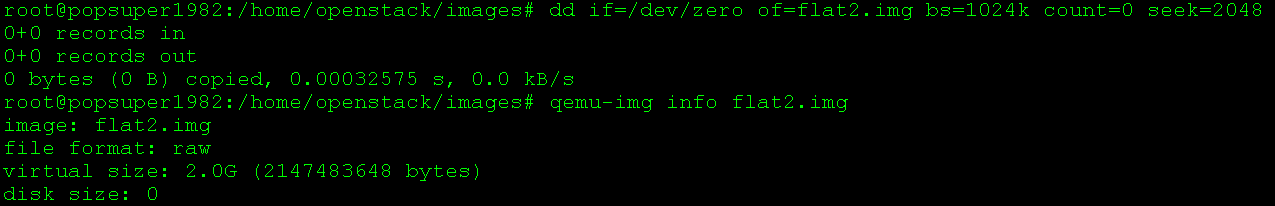 root@popsuper1982:/home/openstack/images# dd if=/dev/zero of=flat2.img bs=1024k count=0 seek=2048
0+0 records in
0+0 records out
0 bytes (0 B) copied, 0.00032575 s, 0.0 kB/s
root@popsuper1982:/home/openstack/images# qemu-img info flat2.img
image: flat2.img
file format: raw
virtual size: 2.0G (2147483648 bytes)
disk size: 0